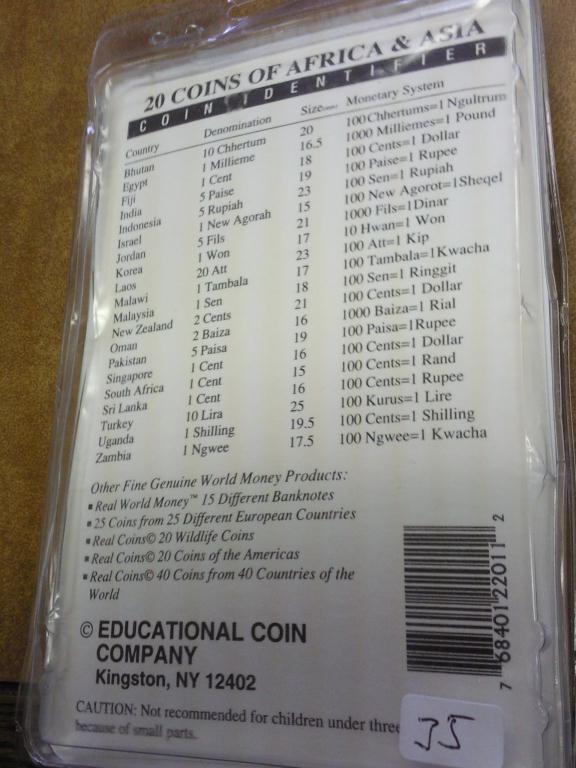 20 COINS OF AFRICA & ASIA
COIN IDENTIFIER
Country Denomination Size(mm) Monetary System
Bhutan 10 Chhertum 20 100 Chhertums=1 Ngultrum
Egypt 1 Millieme 16.5 1000 Milliemes=1 Pound
Fiji 1 Cent 18 100 Cents=1 Dollar
India 5 Paise 19 100 Paise=1 Rupee
Indonesia 5 Rupiah 23 100 Sen=1 Rupiah
Israel 1 New Agorah 15 100 New Agorot=1Sheqel
Jordan 5 Fils 21 1000 Fils=1Dinar
Korea 1 Won 17 10 Hwan=1 Won
Laos 20 Att 23 100 Att=1 Kip
Malawi 1 Tambala 17 100 Tambala=1Kwacha
Malaysia 1 Sen 18 100 Sen=1 Ringgit
New Zealand 2 Cents 21 100 Cents=1 Dollar
Oman 2 Baiza 16 1000 Baiza=1 Rial
Pakistan 5 Paisa 19 100 Paisa=1Rupee
Singapore 1 Cent 16 100 Cents=1 Dollar
South Africa 1 Cent 15 100 Cents=1 Rand
Sri Lanka 1 Cent 16 100 Cents=1 Rupee
Turkey 10 Lira 25 100 Kurus=1 Lire
Uganda 1 Shilling 19.5 100 Cents=1 Shilling
Zambia 1 Ngwee 17.5 100 Ngwee=1 Kwacha
Other Fine Genuine World Money Products:
▪ Real World Money™ 15 Different Banknotes
▪ 25 Coins from 25 Different European Countries
▪ Real Coins© 20 Wildlife Coins
▪ Real Coins© 20 Coins of the Americas
▪ Real Coins© 40 Coins from 40 Countries of the
World
© EDUCATIONAL COIN
COMPANY
Kingston, NY 12402
CAUTION: Not recommended for children under three
because of small parts.
7 68401 22011 2
35